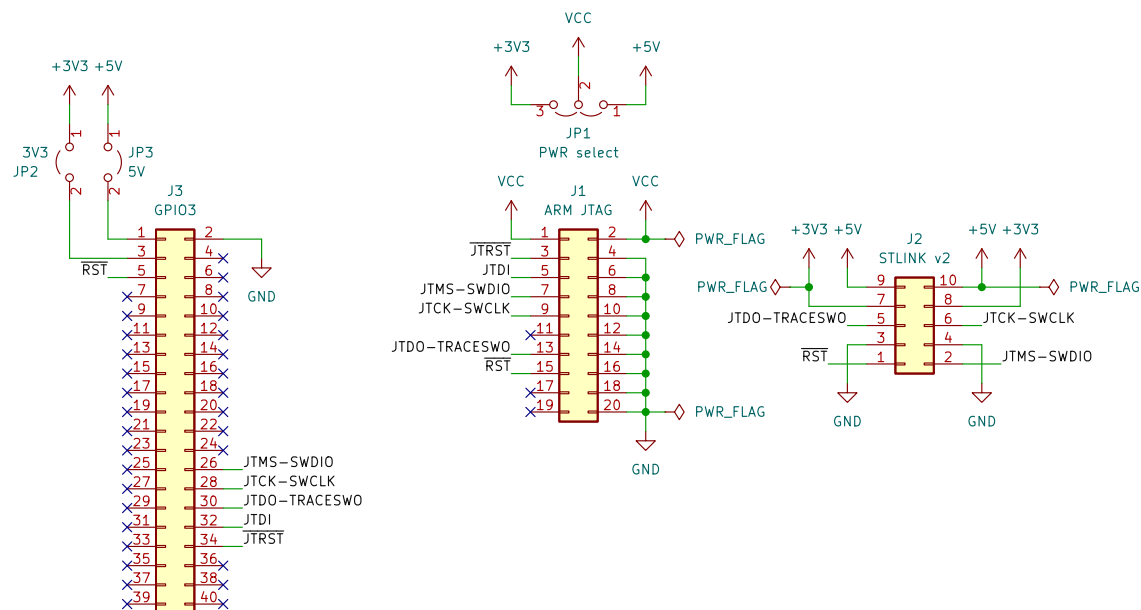 VCC
+3V3
+5V
2
3
1
JP1
PWR select
+3V3 +5V
1
1
3V3
JP2
JP3
5V
2
2
J3
GPIO3
1 2
3 4
RST 5 6
7 8
9 10
11 12
13 14
15 16
17 18
19 20
21 22
23 24
25 26 JTMS-SWDIO
27 28 JTCK-SWCLK
29 30 JTDO-TRACESWO
31 32 JTDI
33 34 JTRST
35 36
37 38
39 40
GND
VCC
VCC
J1
ARM JTAG
1 2 PWR_FLAG
JTRST 3 4
JTDI 5 6
JTMS-SWDIO 7 8
JTCK-SWCLK 9 10
11 12
JTDO-TRACESWO 13 14
RST 15 16
17 18
19 20 PWR_FLAG
GND
+3V3 +5V
J2
STLINK v2
+5V +3V3
PWR_FLAG 9 10 PWR_FLAG
7 8
JTDO-TRACESWO 5 6 JTCK-SWCLK
3 4
RST 1 2 JTMS-SWDIO
GND
GND